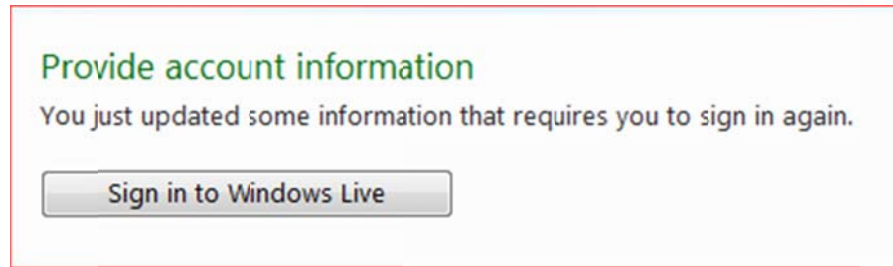 Provide account information
You just updated some information that requires you to sign in again.
Sign in to Windows Live